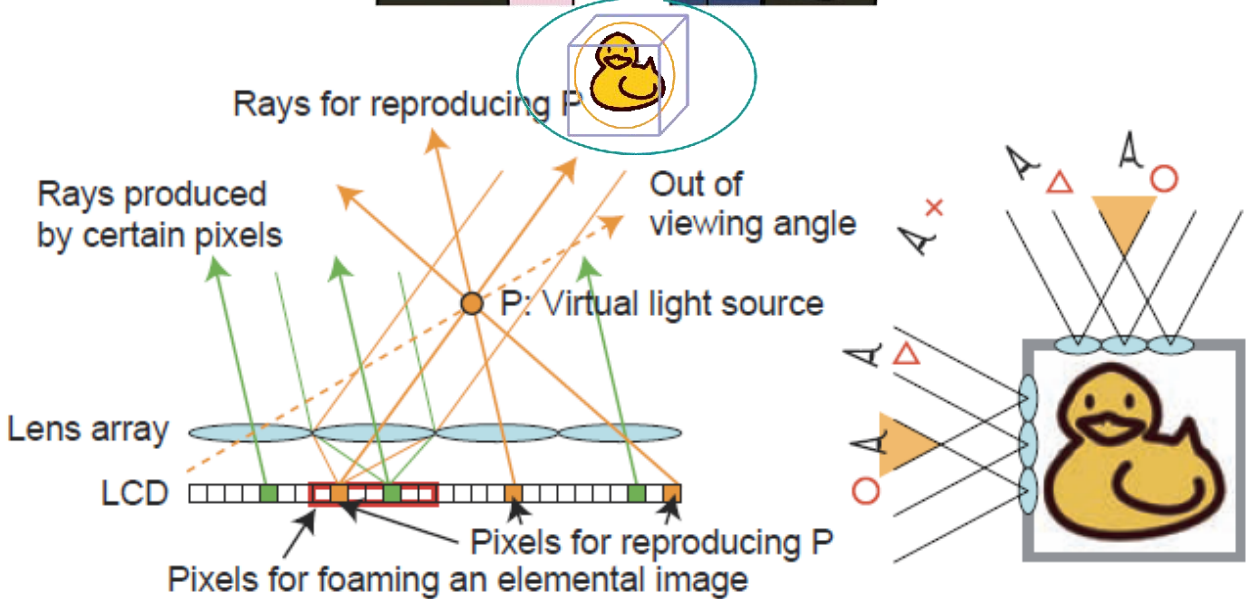 Rays for reproducing P
Rays produced
by certain pixels
Out of
viewing angle
P: Virtual light source
Lens array
LCD
Pixels for reproducing P
Pixels for foaming an elemental image